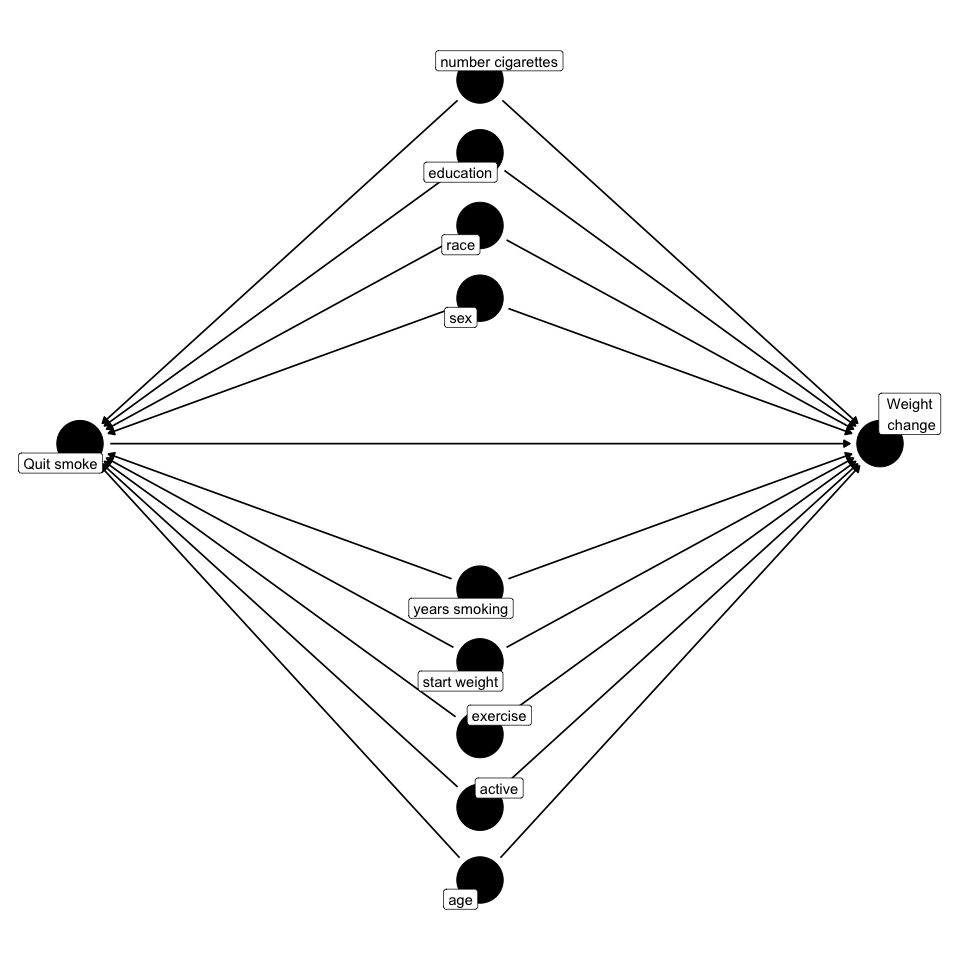 number cigarettes
education
race
sex
Weight
change
Quit smoke
years smoking
start weight
exercise
active
age